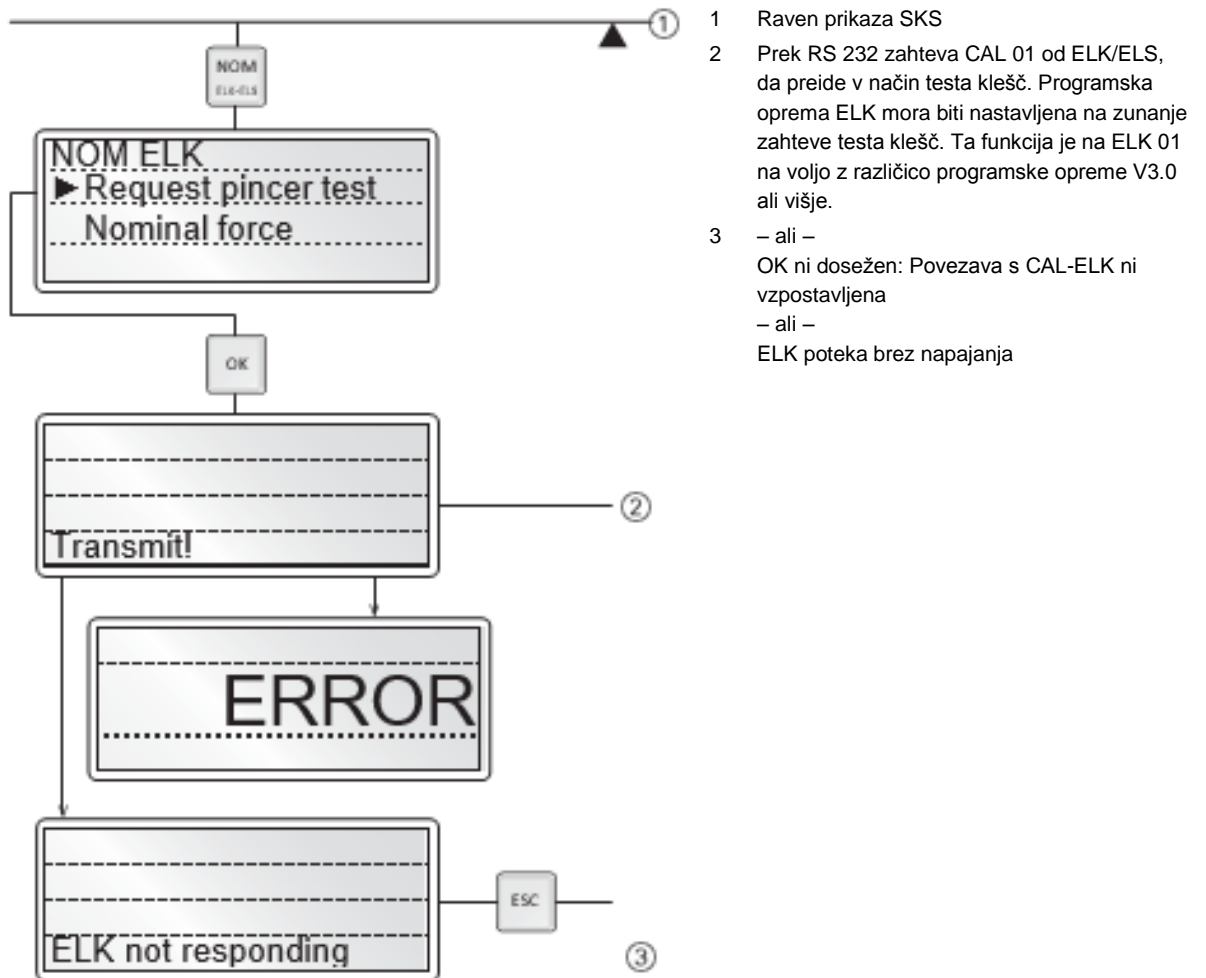 ①
NOM
ELK-ELS
NOM ELK
▶ Request pincer test
Nominal force
OK
Transmit!
②
ERROR
ELK not responding
ESC
③
1 Raven prikaza SKS
2 Prek RS 232 zahteva CAL 01 od ELK/ELS,
da preide v način testa klešč. Programska
oprema ELK mora biti nastavljena na zunanje
zahteve testa klešč. Ta funkcija je na ELK 01
na voljo z različico programske opreme V3.0
ali višje.
3 – ali –
OK ni dosežen: Povezava s CAL-ELK ni
vzpostavljena
– ali –
ELK poteka brez napajanja